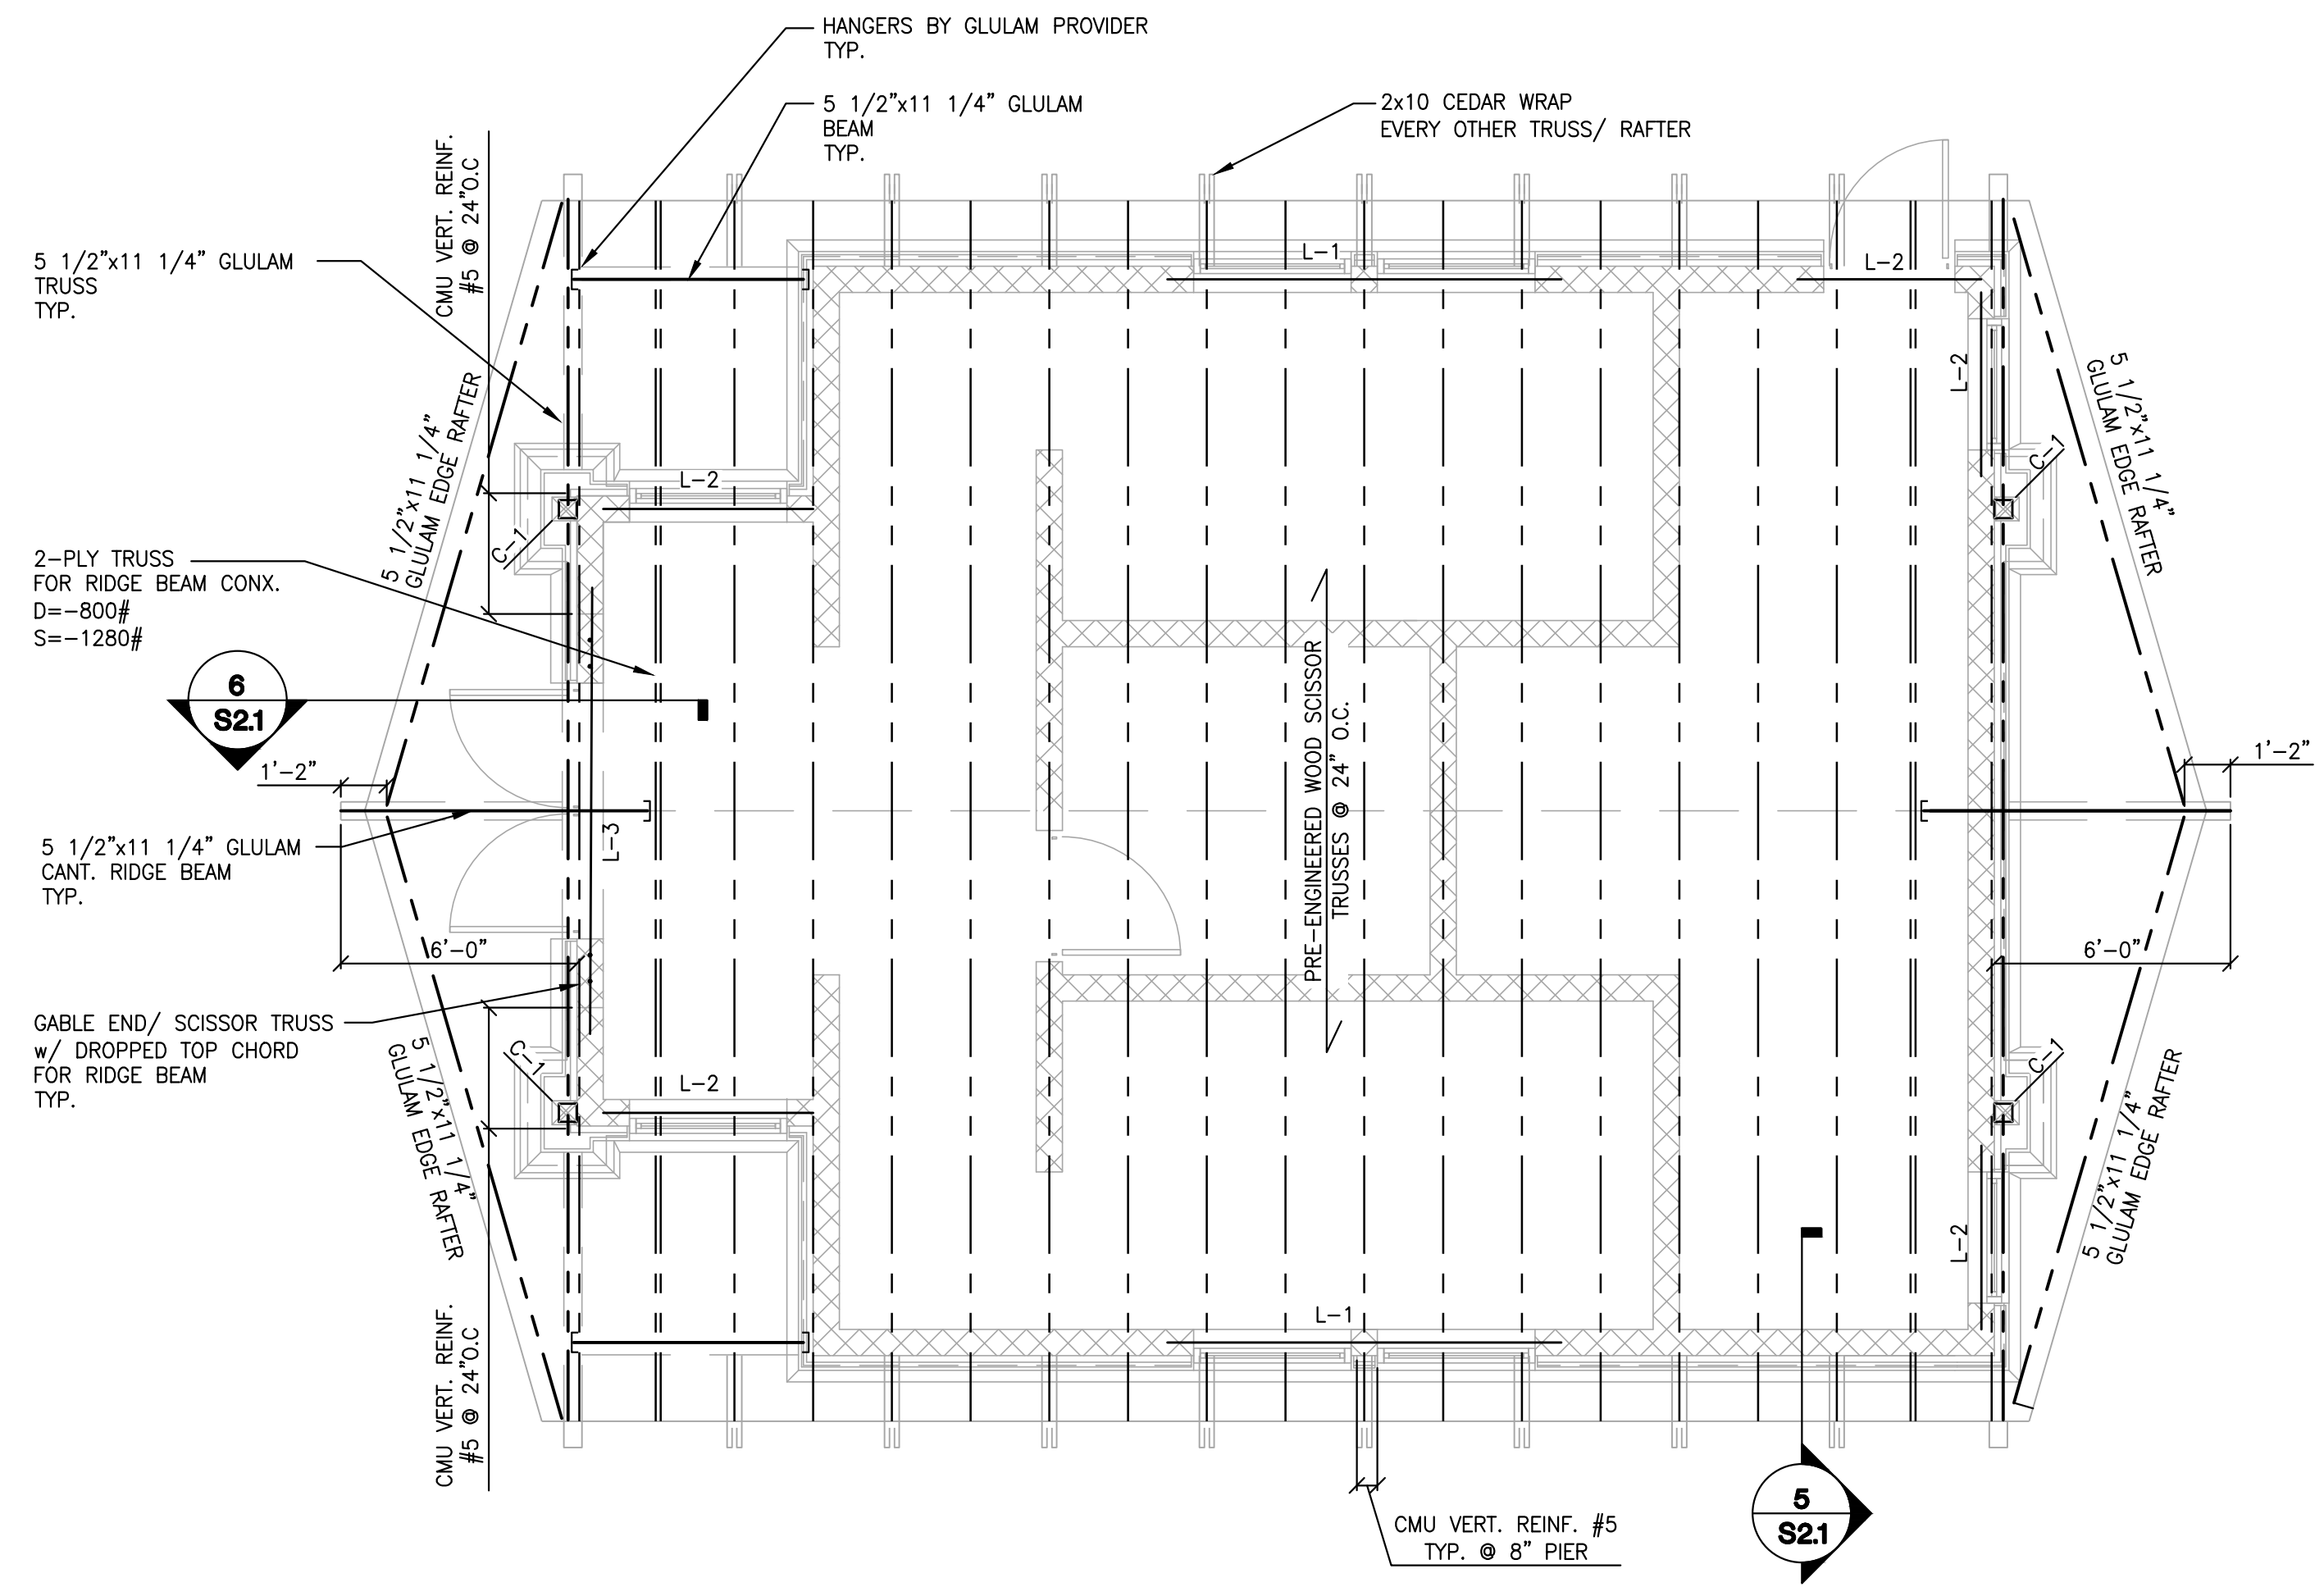 HANGERS BY GLULAM PROVIDER
TYP.
5 1/2"x11 1/4" GLULAM
BEAM
TYP.
2x10 CEDAR WRAP
EVERY OTHER TRUSS/ RAFTER
CMU VERT. REINF.
#5 @ 24"O.C
5 1/2"x11 1/4" GLULAM
TRUSS
TYP.
L-1
L-2
L-2
5 1/2"x11 1/4"
GLULAM EDGE RAFTER
5 1/2"x11 1/4"
GLULAM EDGE RAFTER
L-2
C-1
C-1
2-PLY TRUSS
FOR RIDGE BEAM CONX.
D=-800#
S=-1280#
6
S2.1
PRE-ENGINEERED WOOD SCISSOR
TRUSSES @ 24" O.C.
1'-2"
1'-2"
L-3
5 1/2"x11 1/4" GLULAM
CANT. RIDGE BEAM
TYP.
6'-0"
6'-0"
GABLE END/ SCISSOR TRUSS
w/ DROPPED TOP CHORD
FOR RIDGE BEAM
TYP.
C-1
C-1
5 1/2"x11 1/4"
GLULAM EDGE RAFTER
5 1/2"x11 1/4"
GLULAM EDGE RAFTER
L-2
L-2
L-1
CMU VERT. REINF.
#5 @ 24"O.C
CMU VERT. REINF. #5
TYP. @ 8" PIER
5
S2.1